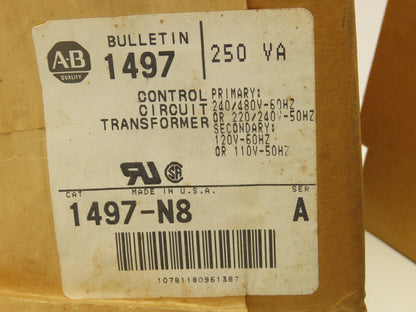 A-B
QUALITY
BULLETIN
1497
250 VA
CONTROL
CIRCUIT
TRANSFORMER
PRIMARY:
240/480V-60HZ
OR 220/240V-50HZ
SECONDARY:
120V-60HZ
OR 110V-50HZ
MADE IN U.S.A.
CAT
SER
1497-N8
A
10781180961387